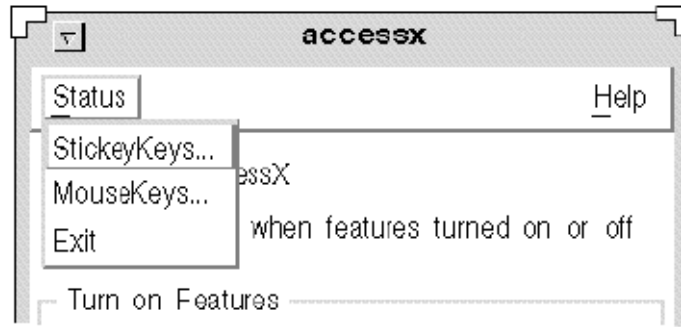 accessx
Status Help
StickeyKeys...
MouseKeys...
Exit
essX
when features turned on or off
Turn on Features